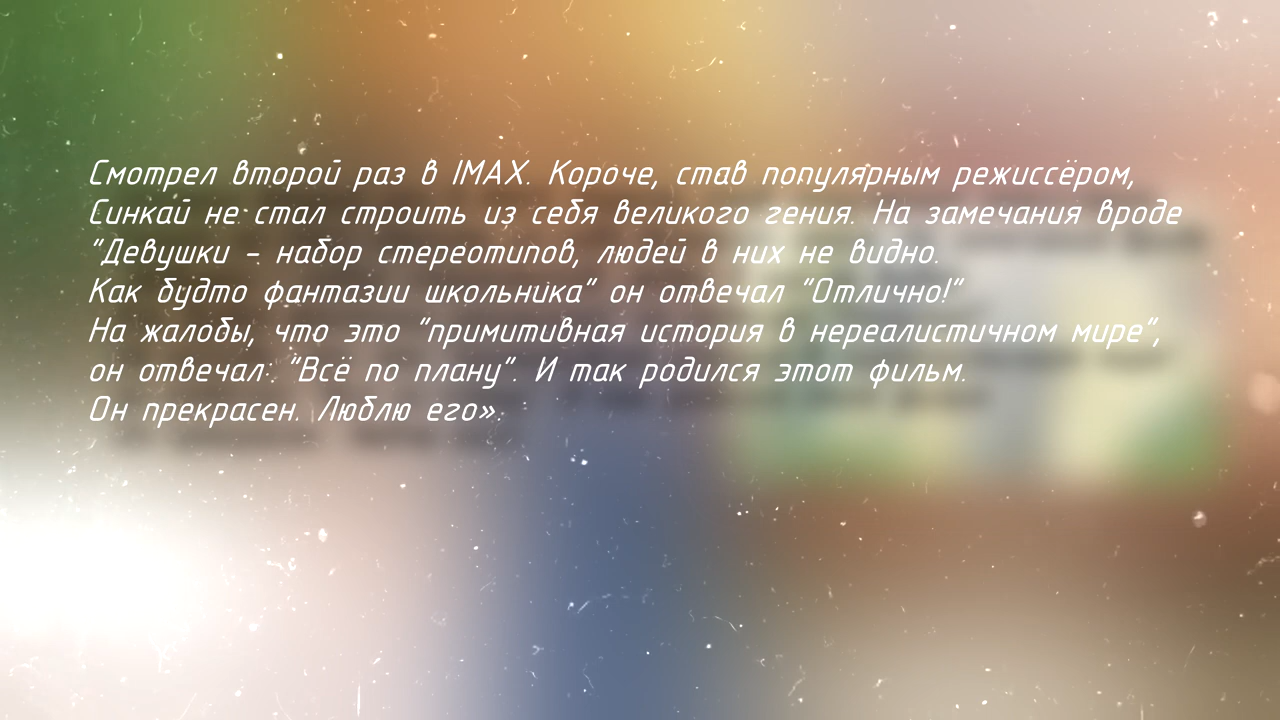 Смотрел второй раз в IMAX. Короче, став популярным режиссёром,
Синкай не стал строить из себя великого гения. На замечания вроде
"Девушки - набор стереотипов, людей в них не видно.
Как будто фантазии школьника" он отвечал "Отлично!"
На жалобы, что это "примитивная история в нереалистичном мире",
он отвечал: "Всё по плану". И так родился этот фильм.
Он прекрасен. Люблю его».